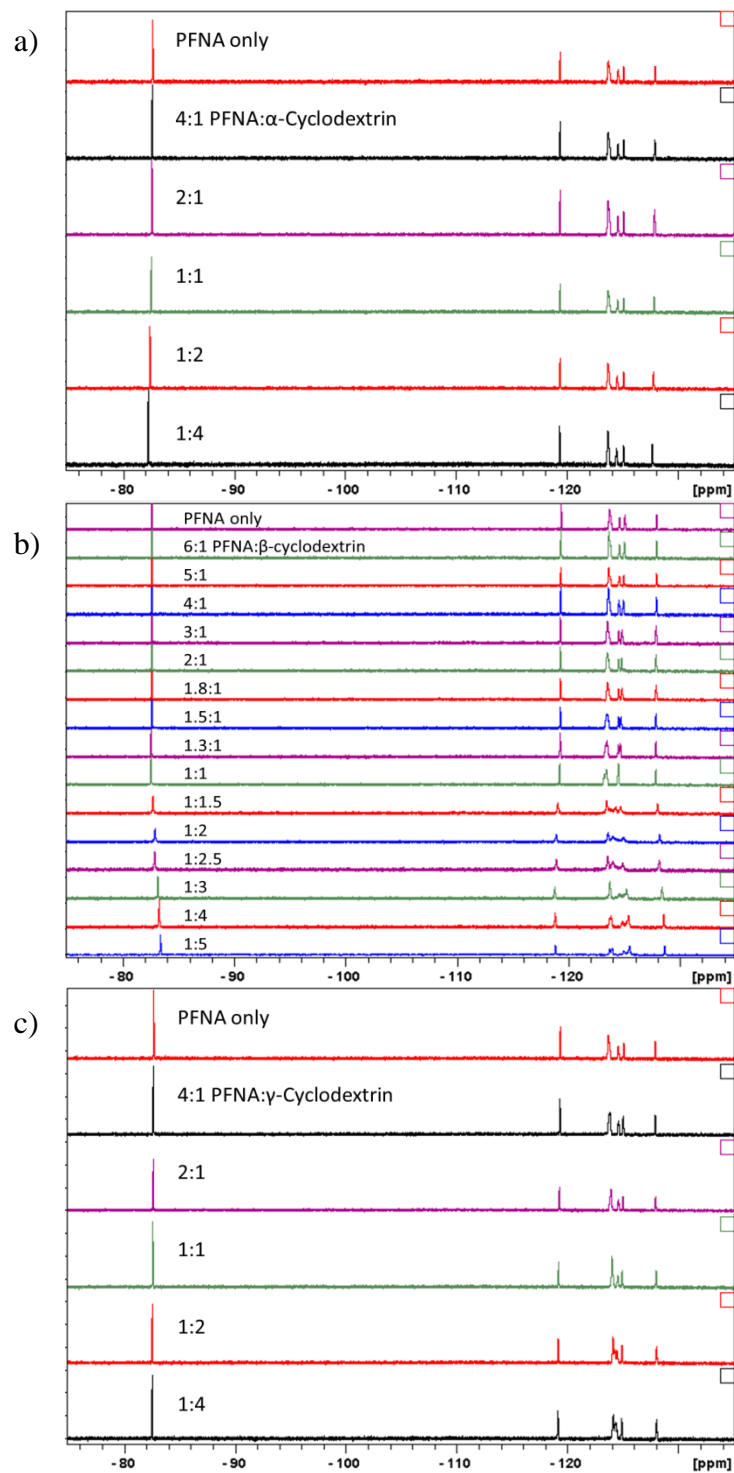 a)
PFNA only
4:1 PFNA:α-Cyclodextrin
2:1
1:1
1:2
1:4
- 80 - 90 - 100 - 110 - 120 [ppm]
b)
PFNA only
6:1 PFNA:β-cyclodextrin
5:1
4:1
3:1
2:1
1.8:1
1.5:1
1.3:1
1:1
1:1.5
1:2
1:2.5
1:3
1:4
1:5
- 80 - 90 - 100 - 110 - 120 [ppm]
c)
PFNA only
4:1 PFNA:γ-Cyclodextrin
2:1
1:1
1:2
1:4
- 80 - 90 - 100 - 110 - 120 [ppm]